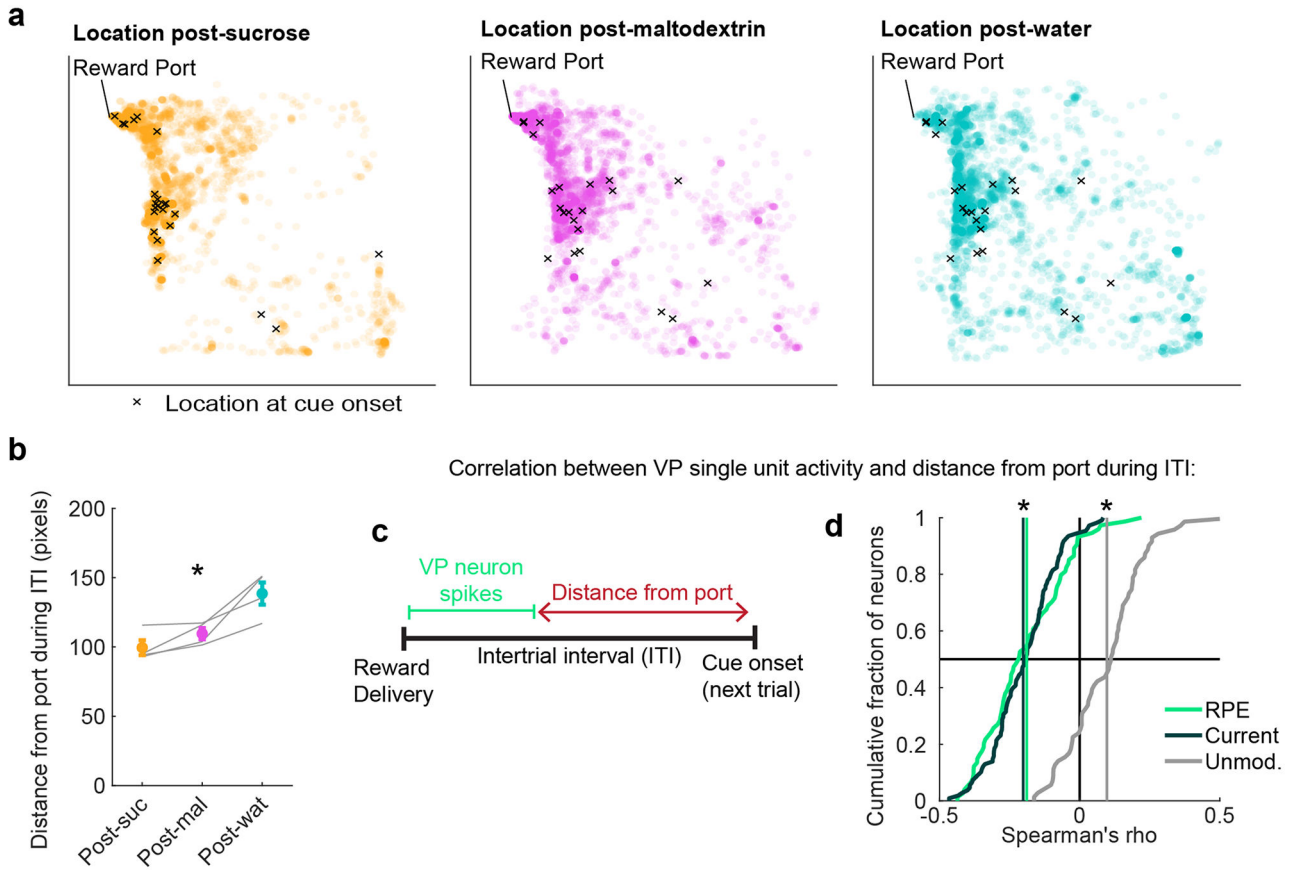 a
Location post-sucrose
Location post-maltodextrin
Location post-water
Reward Port
Reward Port
Reward Port
× Location at cue onset
b
Distance from port during ITI (pixels)
200
150
100
50
0
*
Post-suc
Post-mal
Post-wat
Correlation between VP single unit activity and distance from port during ITI:
c
VP neuron
spikes
Distance from port
Intertrial interval (ITI)
Reward
Delivery
Cue onset
(next trial)
d
*
*
Cumulative fraction of neurons
1
0.8
0.6
0.4
0.2
0
-0.5
0
0.5
Spearman's rho
RPE
Current
Unmod.